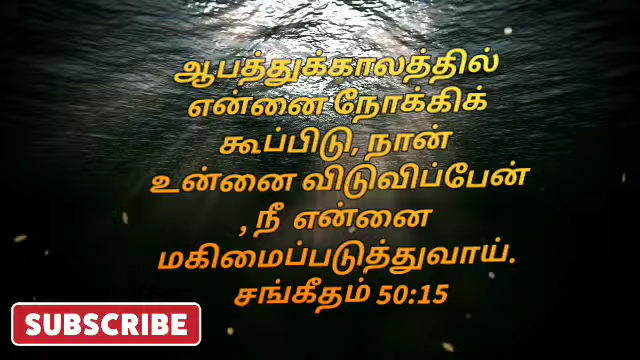 ஆபத்துக்காலத்தில்
என்னை நோக்கிக்
கூப்பிடு, நான்
உன்னை விடுவிப்பேன்
, நீ என்னை
மகிமைப்படுத்துவாய்.
சங்கீதம் 50:15
SUBSCRIBE